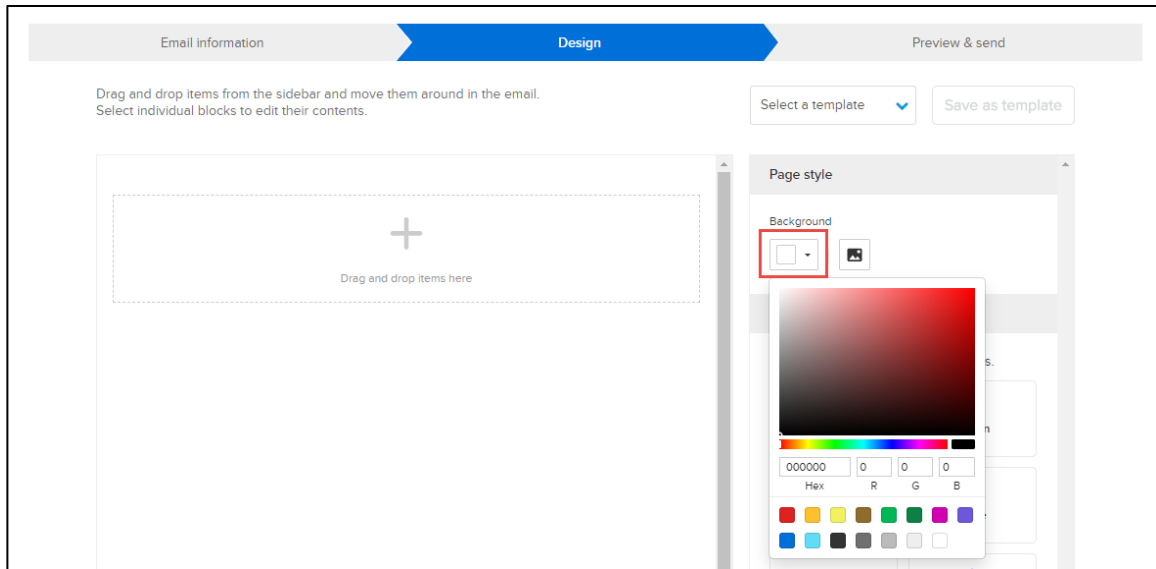 Email information
Design
Preview & send
Drag and drop items from the sidebar and move them around in the email.
Select individual blocks to edit their contents.
Select a template
Save as template
Page style
Background
Drag and drop items here
s.
n
000000
0
0
0
Hex
R
G
B